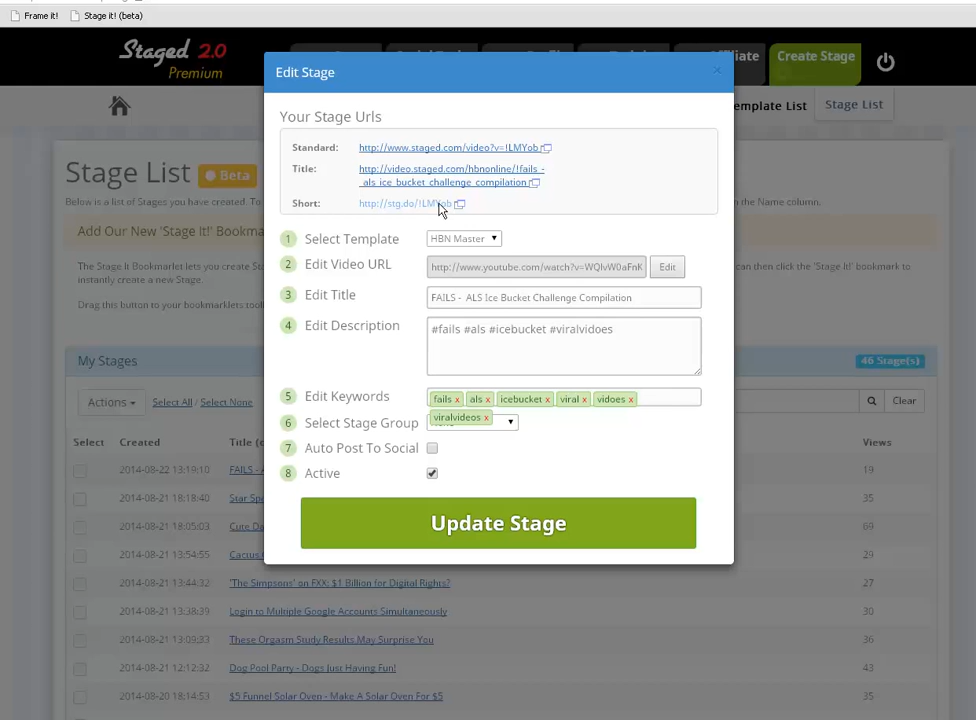 Frame it! Stage it! (beta)
Staged 2.0
Premium
Affiliate
Create Stage
Template List
Stage List
Edit Stage
Your Stage Urls
Standard: http://www.staged.com/video?v=!LMYob
Title: http://video.staged.com/hbnonline/!fails_-
_als_ice_bucket_challenge_compilation
Short: http://stg.do/!LMYob
1 Select Template HBN Master
2 Edit Video URL http://www.youtube.com/watch?v=WQIvW0aFnK Edit
3 Edit Title FAILS - ALS Ice Bucket Challenge Compilation
4 Edit Description #fails #als #icebucket #viralvidoes
5 Edit Keywords fails x als x icebucket x viral x vidoes x
viralvideos x
6 Select Stage Group
7 Auto Post To Social
8 Active
Update Stage
Stage List Beta
Below is a list of Stages you have created. To
Add Our New 'Stage It!' Bookma
The Stage It Bookmarlet lets you create Sta
can then click the 'Stage It!' bookmark to
instantly create a new Stage.
Drag this button to your bookmarklets tool
My Stages 46 Stage(s)
Actions Select All / Select None Clear
Select Created Title Views
2014-08-22 13:19:10 FAILS - 19
2014-08-21 18:18:40 Star Sp 35
2014-08-21 18:05:03 Cute Da 69
2014-08-21 13:54:55 Cactus 29
2014-08-21 13:44:32 'The Simpsons' on FXX: $1 Billion for Digital Rights? 27
2014-08-21 13:38:39 Login to Multiple Google Accounts Simultaneously 30
2014-08-21 13:09:33 These Orgasm Study Results May Surprise You 36
2014-08-21 12:12:32 Dog Pool Party - Dogs Just Having Fun! 43
2014-08-20 18:14:53 $5 Funnel Solar Oven - Make A Solar Oven For $5 35